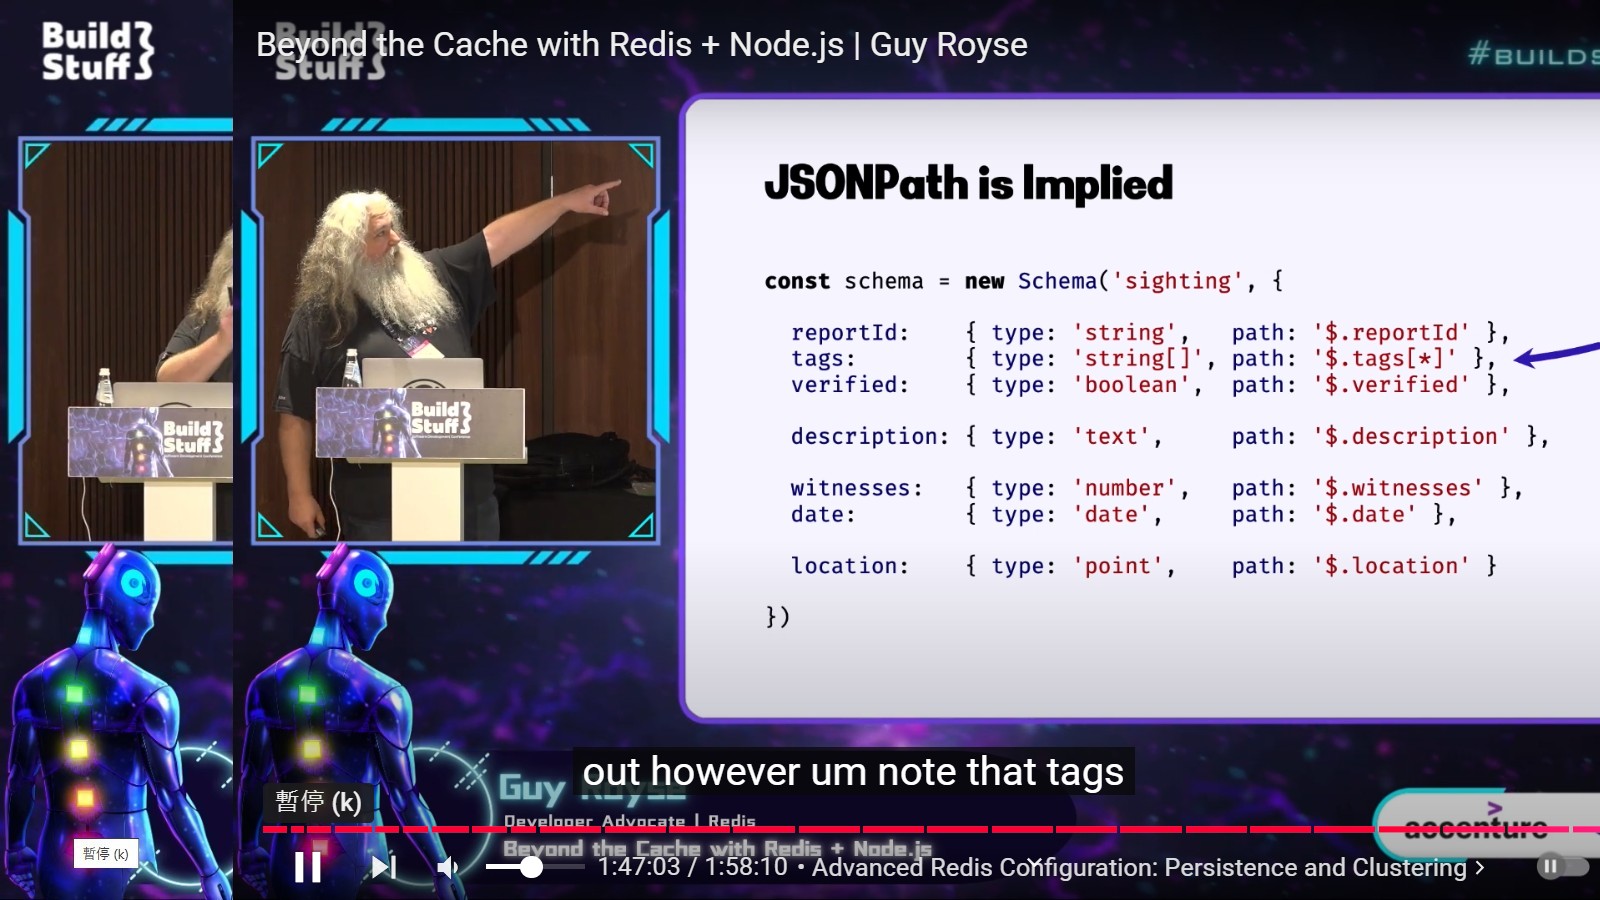 Build
Stuff
Build
Stuff
Beyond the Cache with Redis + Node.js | Guy Royse
#BUILDS
JSONPath is Implied
const schema = new Schema('sighting', {
reportId: { type: 'string', path: '$.reportId' },
tags: { type: 'string[]', path: '$.tags[*]' },
verified: { type: 'boolean', path: '$.verified' },
description: { type: 'text', path: '$.description' },
witnesses: { type: 'number', path: '$.witnesses' },
date: { type: 'date', path: '$.date' },
location: { type: 'point', path: '$.location' }
})
Build
Stuff
Build
Stuff
out however um note that tags
Guy Royse
Developer Advocate | Redis
Beyond the Cache with Redis + Node.js
accenture
暫停 (k)
暫停 (k)
1:47:03 / 1:58:10 • Advanced Redis Configuration: Persistence and Clustering